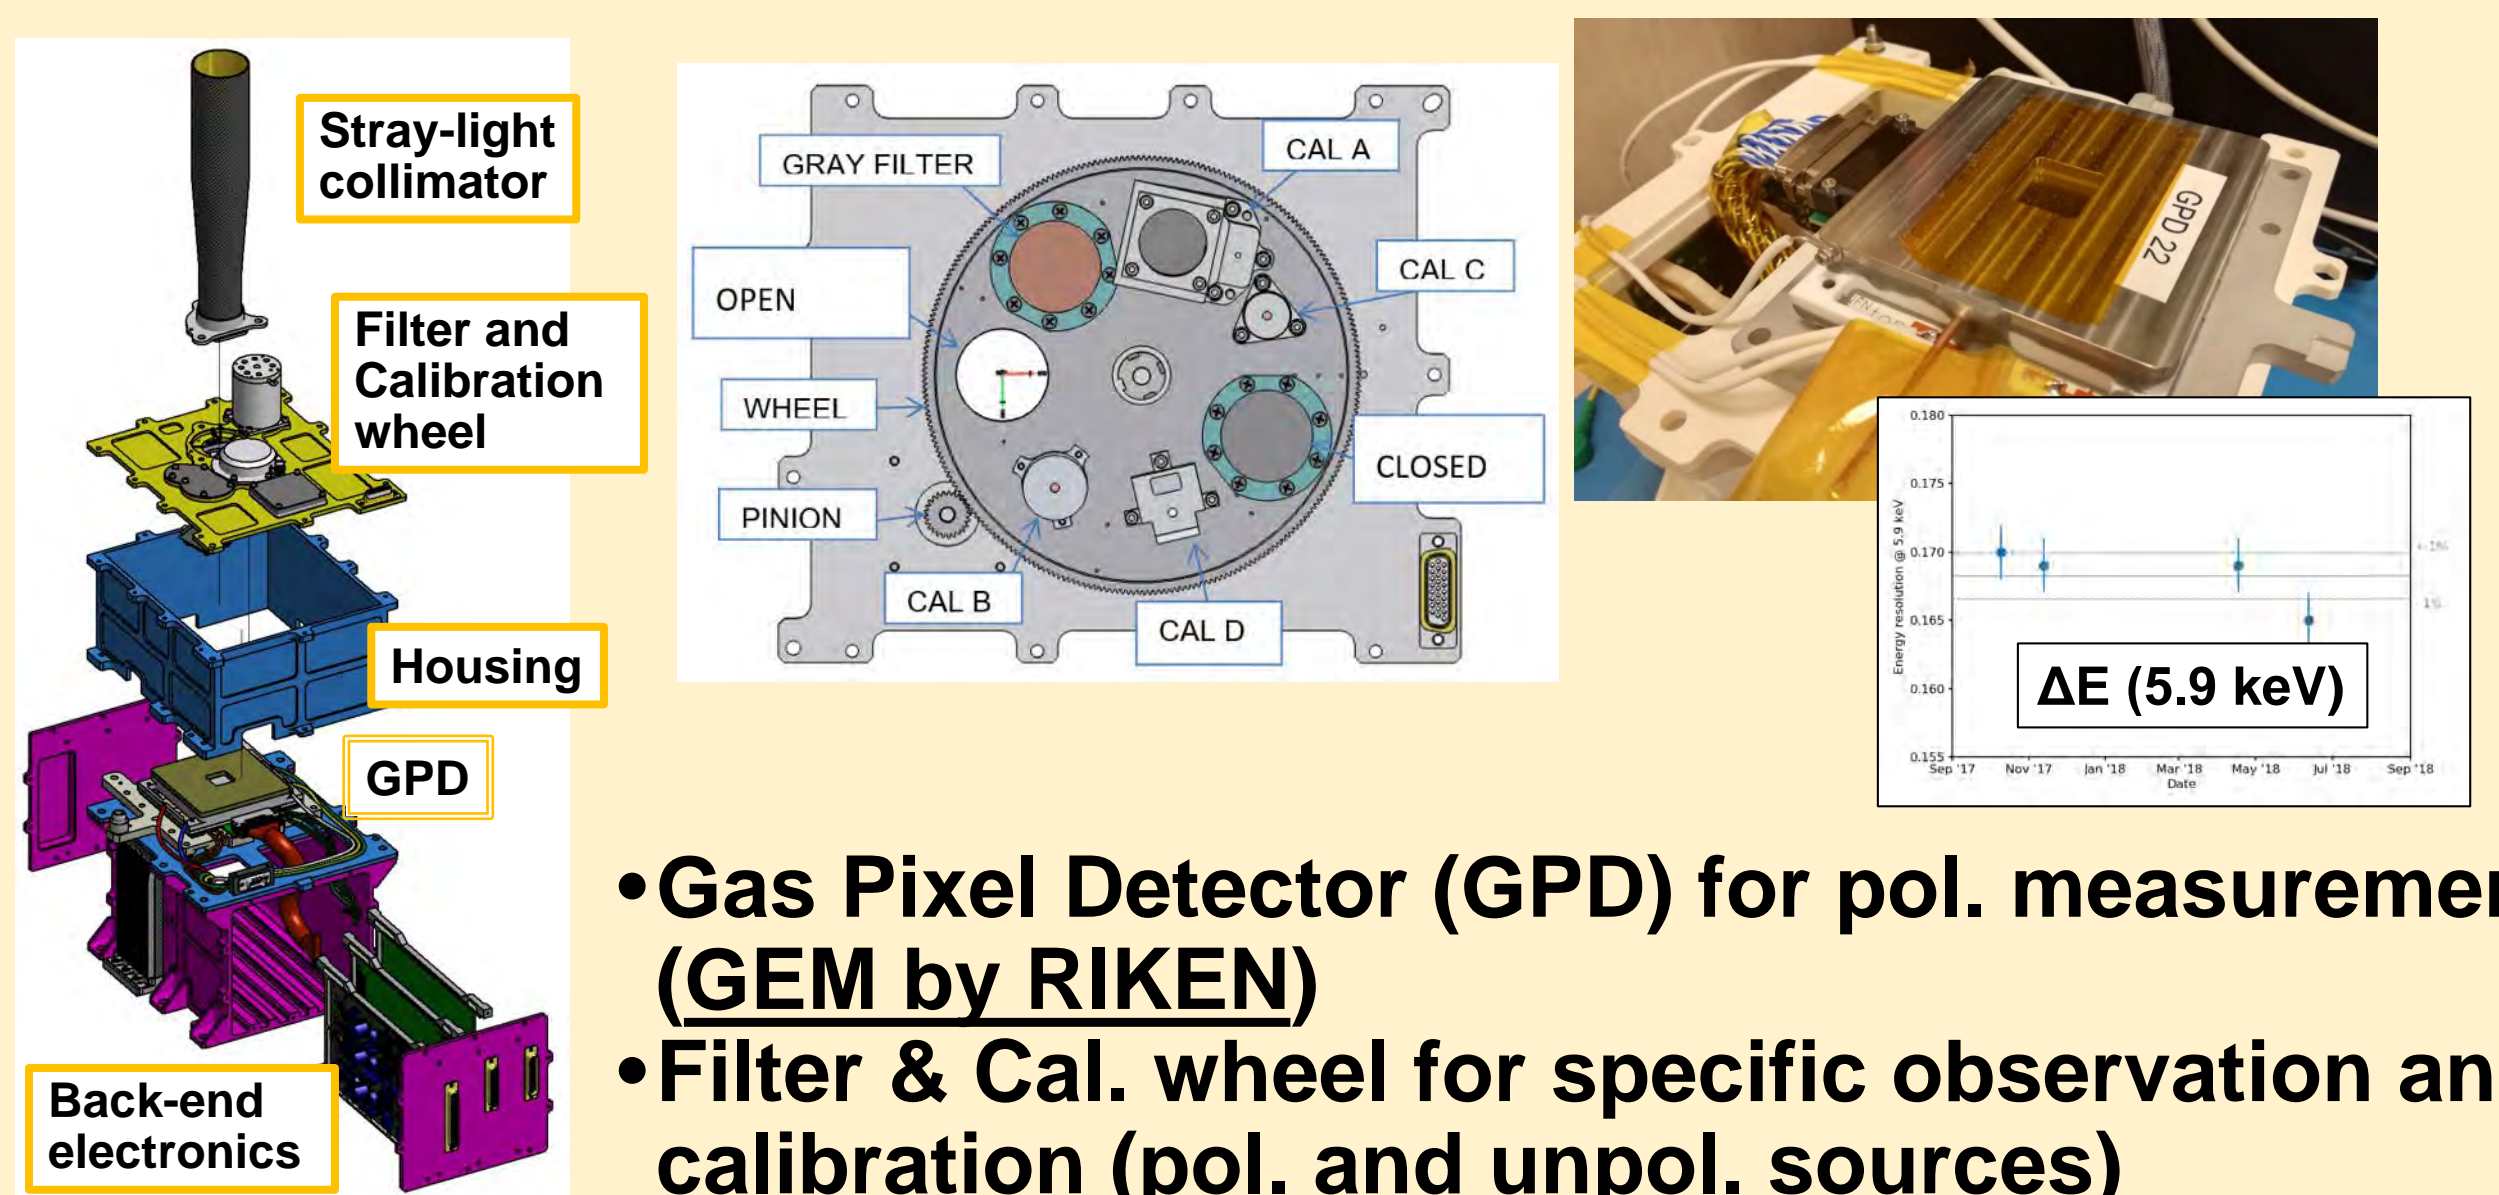 Stray-light
collimator
Filter and
Calibration
wheel
Housing
GPD
Back-end
electronics
GRAY FILTER
CAL A
CAL C
OPEN
WHEEL
CLOSED
PINION
CAL B
CAL D
GPD 22
0.180
0.175
0.170
0.165
0.160
0.155
Energy resolution @ 5.9 keV
ΔE (5.9 keV)
Sep '17 Nov '17 Jan '18 Mar '18 May '18 Jul '18 Sep '18
Date
•Gas Pixel Detector (GPD) for pol. measuremen
(GEM by RIKEN)
•Filter & Cal. wheel for specific observation an
calibration (pol. and unpol. sources)